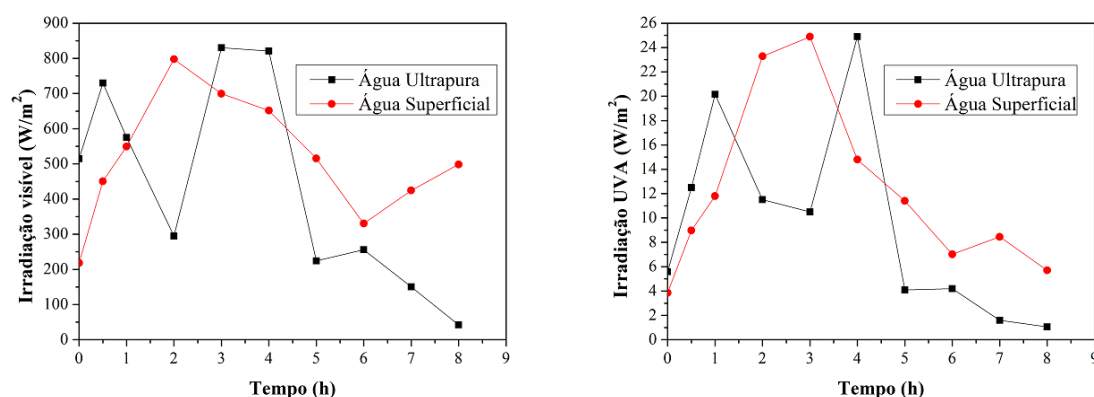 Irradiação visível (W/m²)
900
800
700
600
500
400
300
200
100
0
Água Ultrapura
Água Superficial
0 1 2 3 4 5 6 7 8 9
Tempo (h)
Irradiação UVA (W/m²)
26
24
22
20
18
16
14
12
10
8
6
4
2
0
Água Ultrapura
Água Superficial
0 1 2 3 4 5 6 7 8 9
Tempo (h)